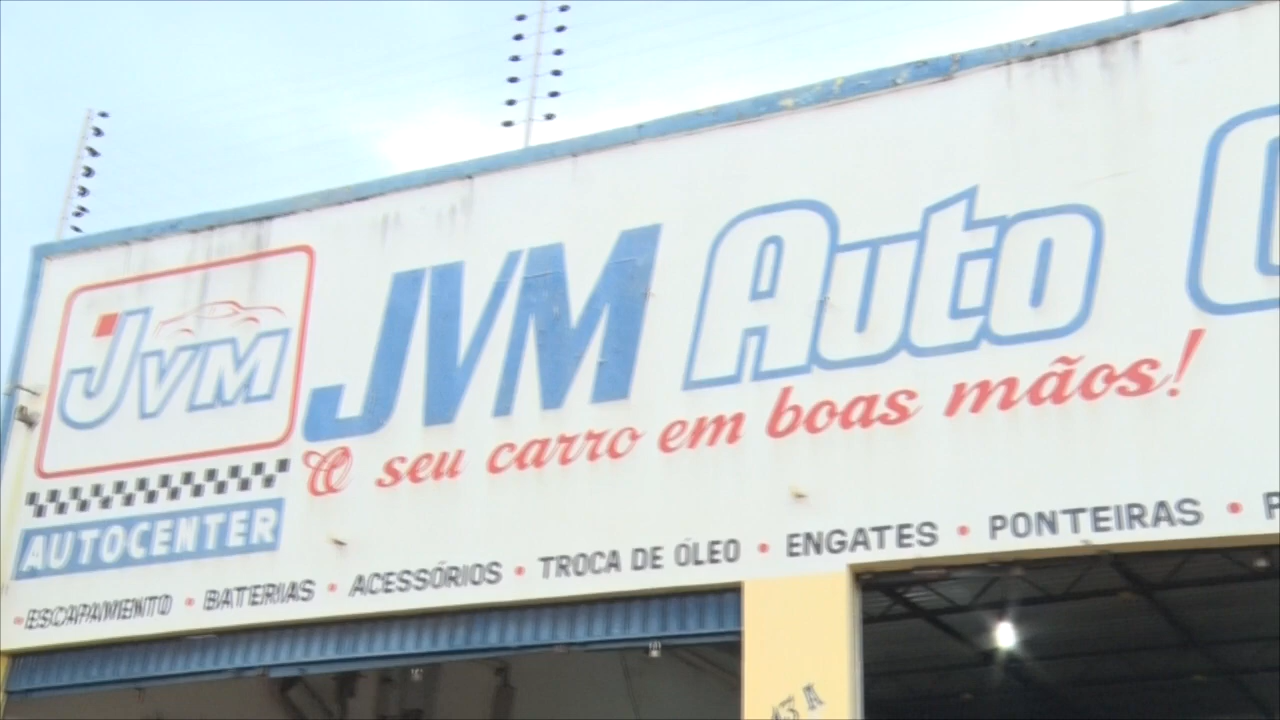 JVM
AUTOCENTER
JVM Auto
O seu carro em boas mãos!
• ESCAPAMENTO • BATERIAS • ACESSÓRIOS • TROCA DE ÓLEO • ENGATES • PONTEIRAS •